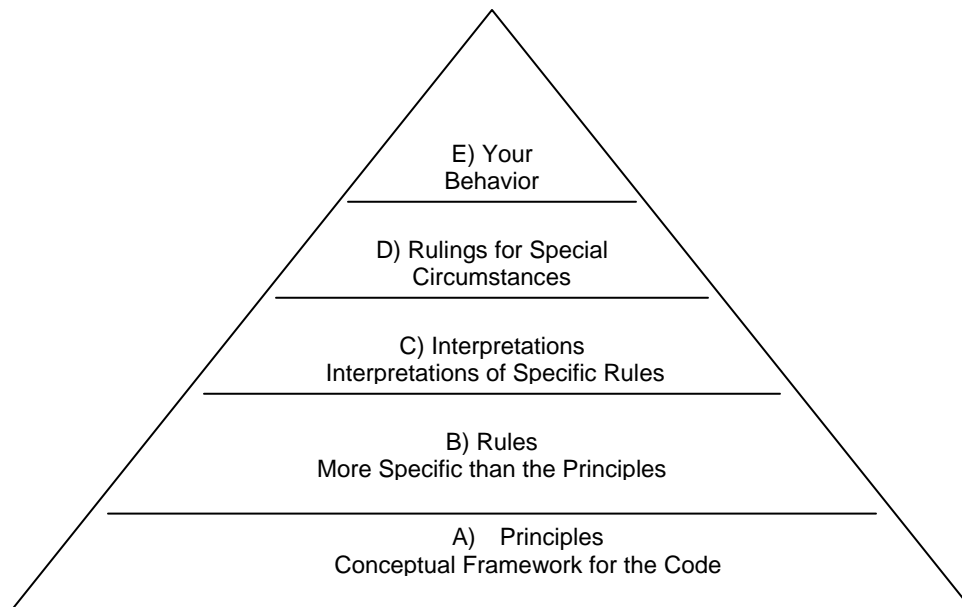 E) Your
Behavior
D) Rulings for Special
Circumstances
C) Interpretations
Interpretations of Specific Rules
B) Rules
More Specific than the Principles
A) Principles
Conceptual Framework for the Code